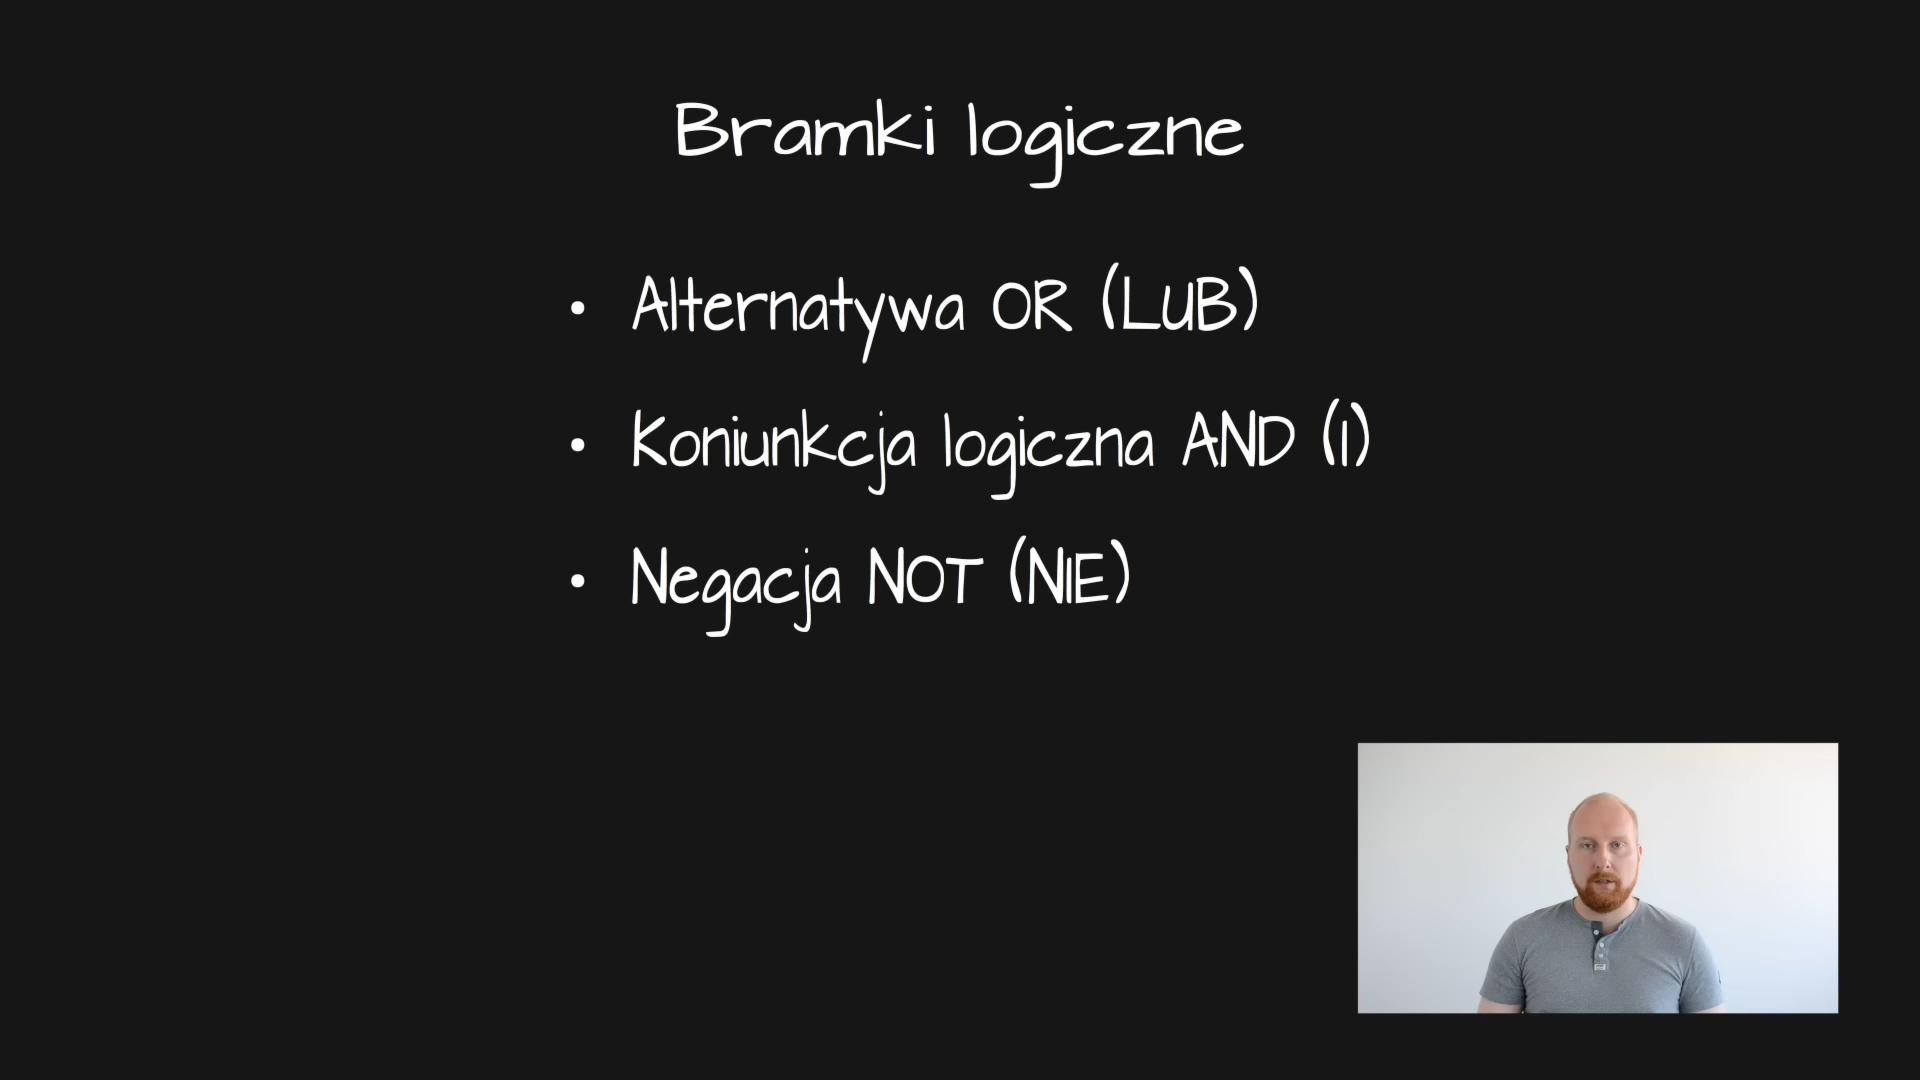 Bramki logiczne
• Alternatywa OR (LUB)
• Koniunkcja logiczna AND (I)
• Negacja NOT (NIE)